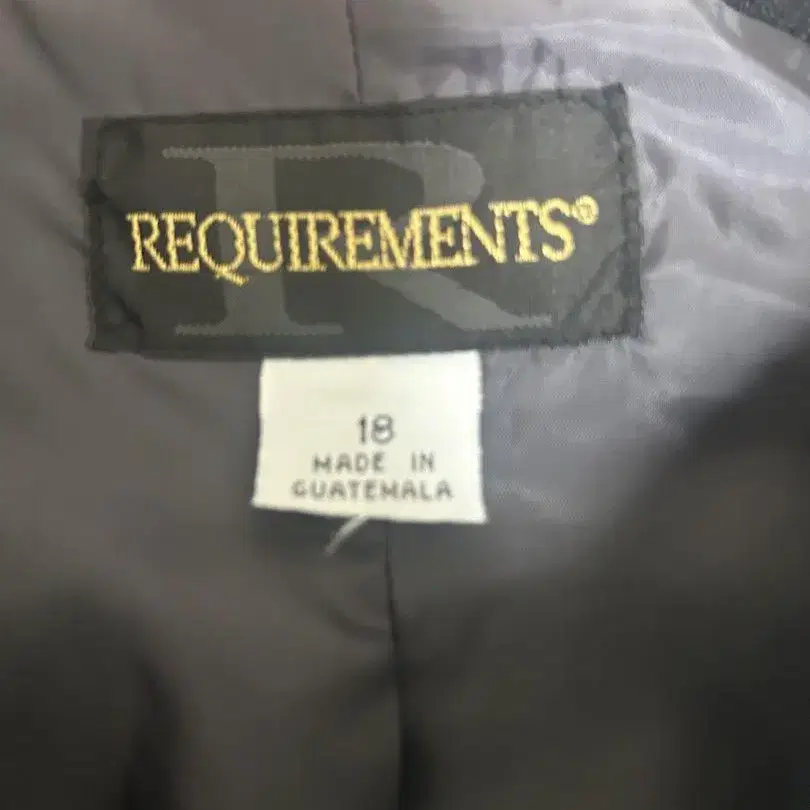 REQUIREMENTS®
18
MADE IN
GUATEMALA